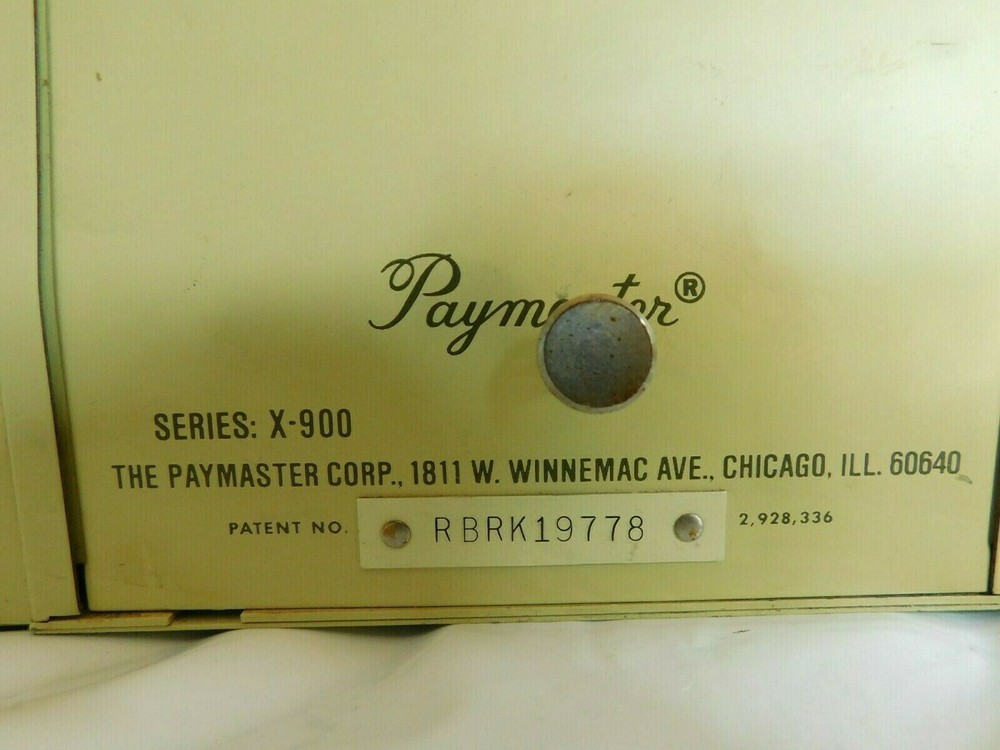 Paymaster®
SERIES: X-900
THE PAYMASTER CORP., 1811 W. WINNEMAC AVE., CHICAGO, ILL. 60640
PATENT NO. RBRK19778 2,928,336